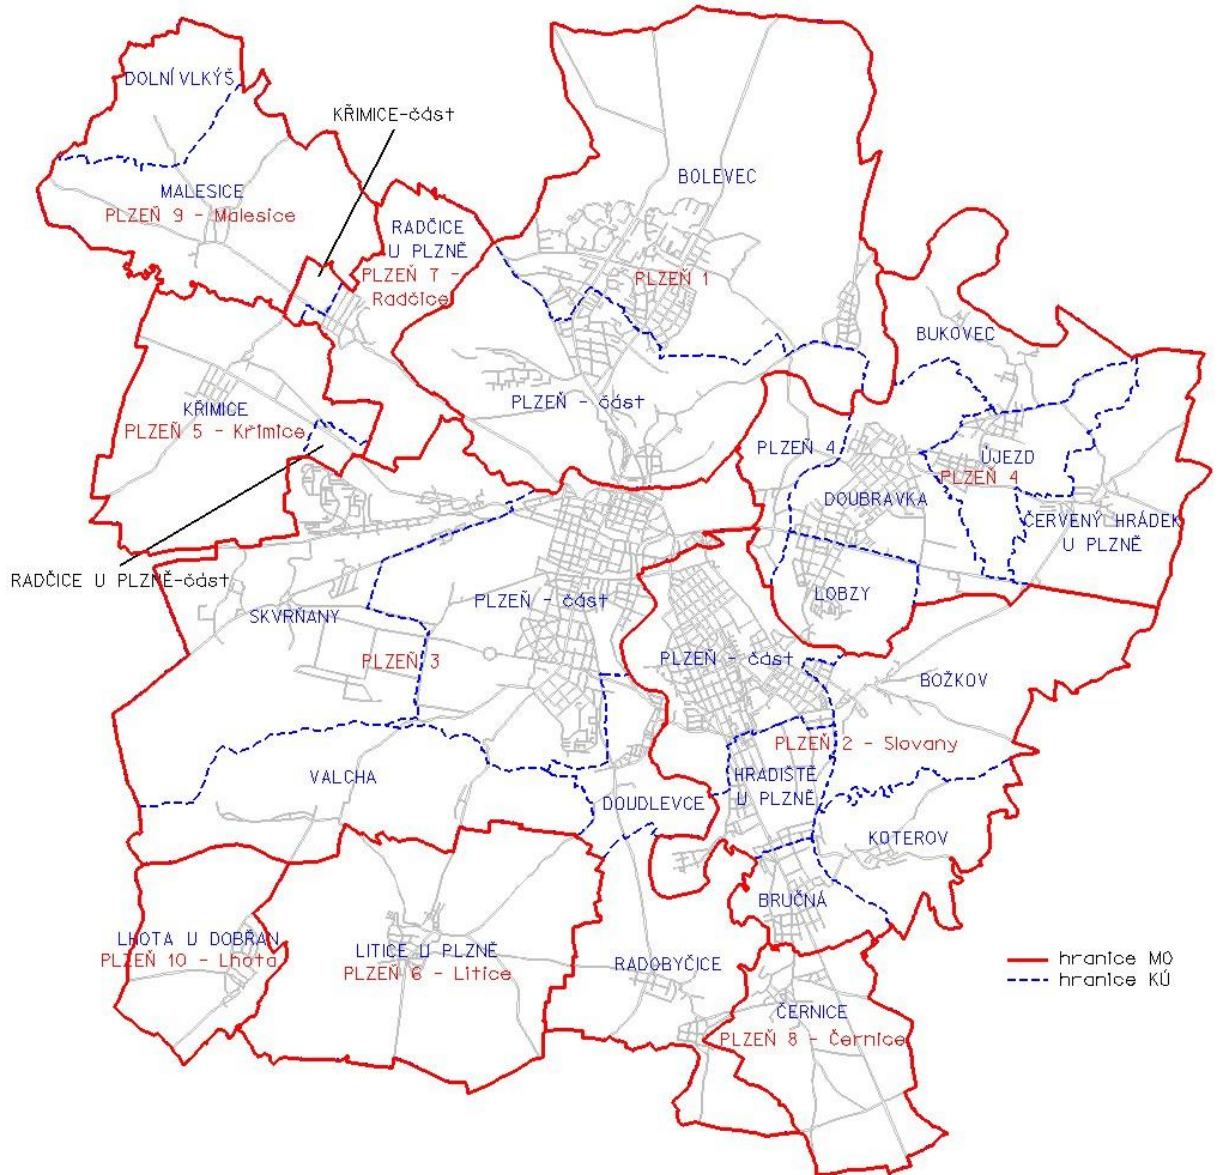 DOLNÍ VLKÝŠ
KŘIMICE-část
MALESICE
PLZEŇ 9 - Malesice
BOLEVEC
RADČICE
U PLZNĚ
PLZEŇ 7 -
Radčice
PLZEŇ 1
BUKOVEC
KŘIMICE
PLZEŇ 5 - Křimice
PLZEŇ - část
PLZEŇ 4
ÚJEZD
PLZEŇ 4
DOUBRAVKA
ČERVENÝ HRÁDEK
U PLZNĚ
RADČICE U PLZNĚ-část
SKVRŇANY
PLZEŇ - část
LOBZY
PLZEŇ 3
PLZEŇ - část
BOŽKOV
PLZEŇ 2 - Slovany
VALCHA
HRADIŠTĚ
U PLZNĚ
DOUDLEVCE
KOTEROV
BRUČNÁ
LHOTA U DOBŘAN
PLZEŇ 10 - Lhota
LITICE U PLZNĚ
PLZEŇ 6 - Litice
RADOBYČICE
hranice MO
hranice KÚ
ČERNICE
PLZEŇ 8 - Černice